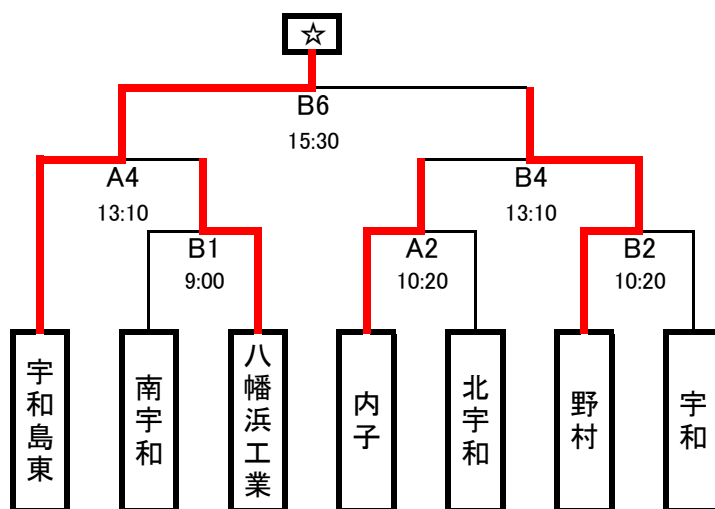 ☆
B6
15:30
A4
B4
13:10
13:10
B1
A2
B2
9:00
10:20
10:20
宇和島東
南宇和
八幡浜工業
内子
北宇和
野村
宇和